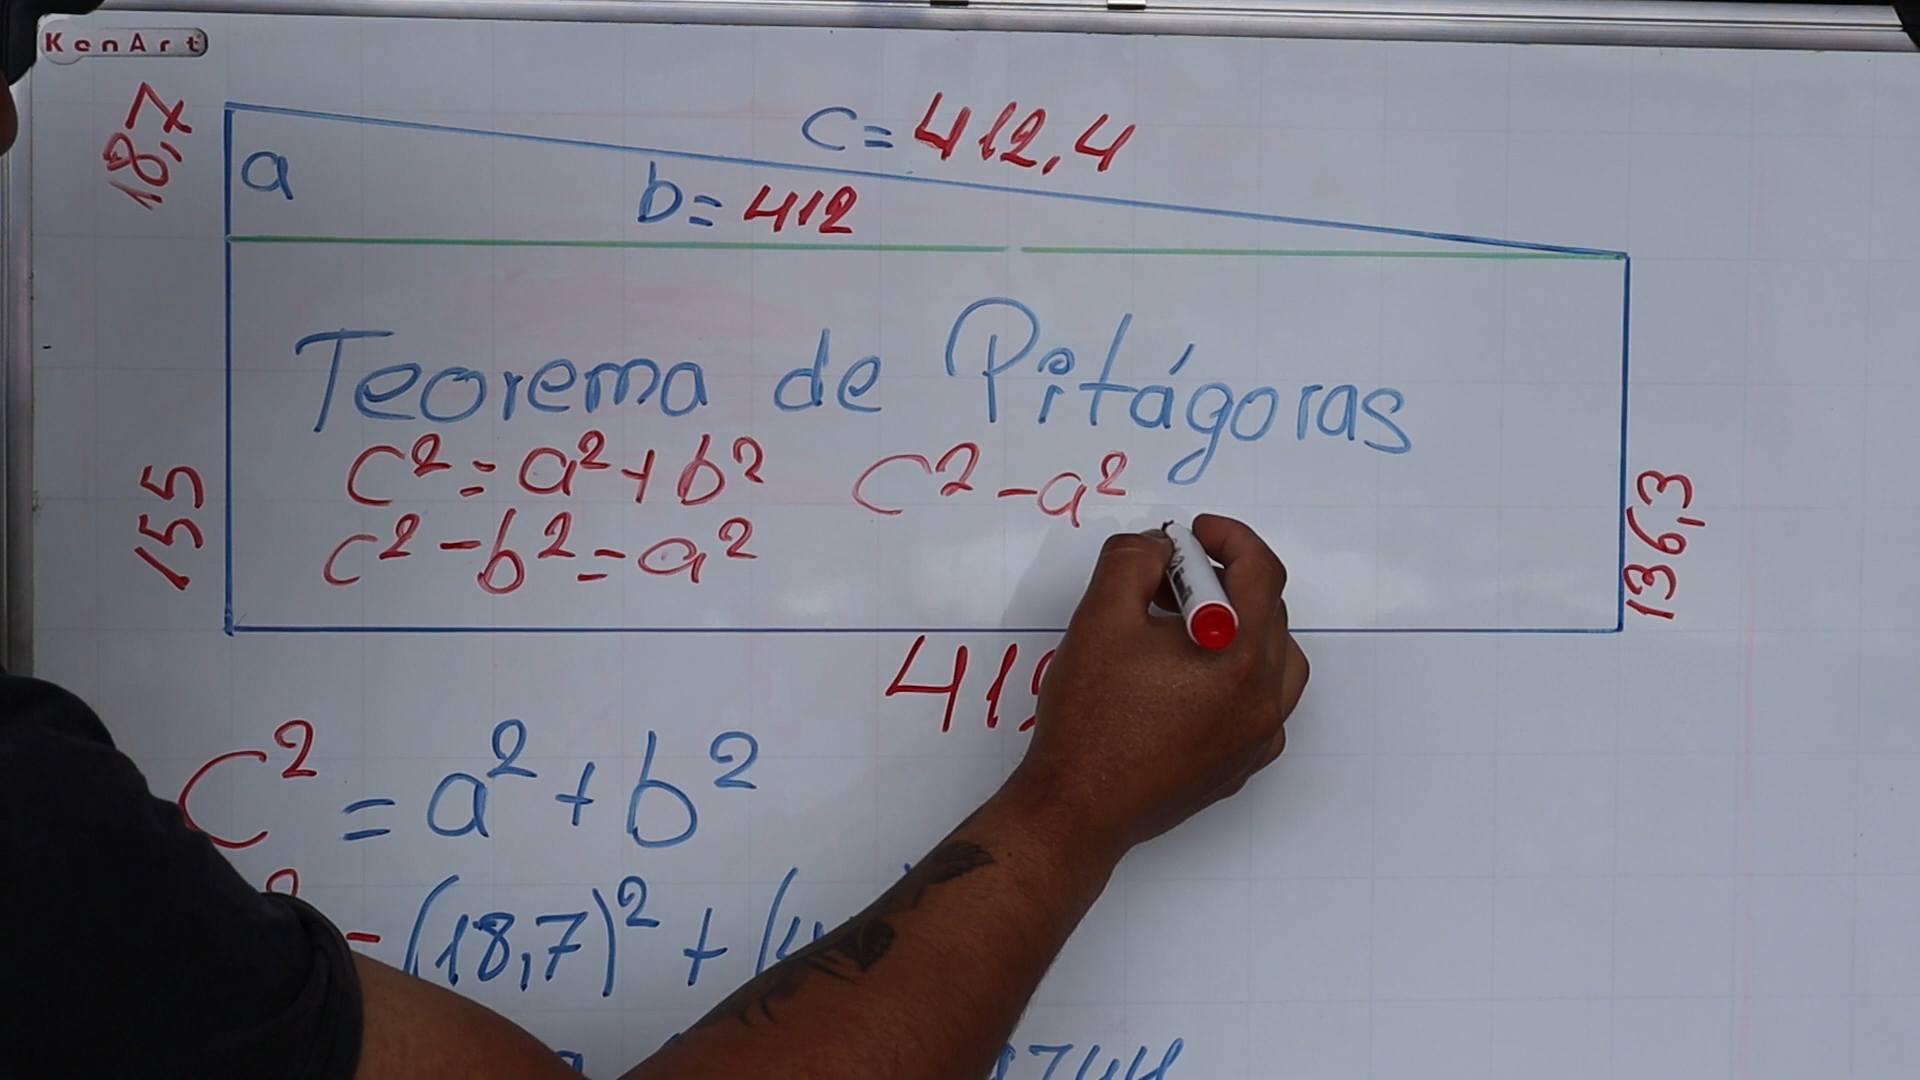 KenArt
18,7
a
c = 412,4
b = 412
Teorema de Pitágoras
c² = a² + b² c² - a²
c² - b² = a²
155
136,3
c² = a² + b²
(18,7)² + (